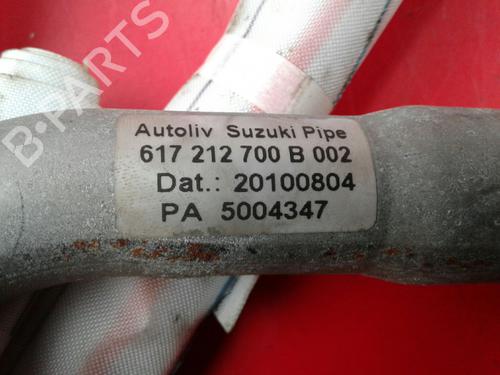 B-PARTS
Autoliv Suzuki Pipe
617 212 700 B 002
Dat.: 20100804
PA 5004347